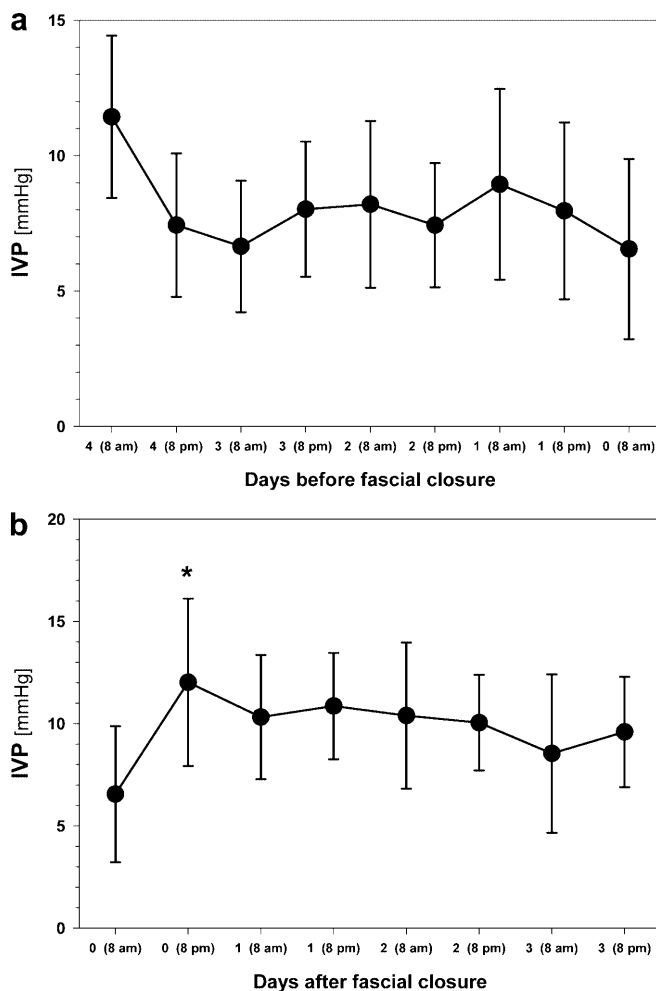 a
15
10
5
0
IVP [mmHg]
4 (8 am) 4 (8 pm) 3 (8 am) 3 (8 pm) 2 (8 am) 2 (8 pm) 1 (8 am) 1 (8 pm) 0 (8 am)
Days before fascial closure
b
20
*
15
10
5
0
IVP [mmHg]
0 (8 am) 0 (8 pm) 1 (8 am) 1 (8 pm) 2 (8 am) 2 (8 pm) 3 (8 am) 3 (8 pm)
Days after fascial closure